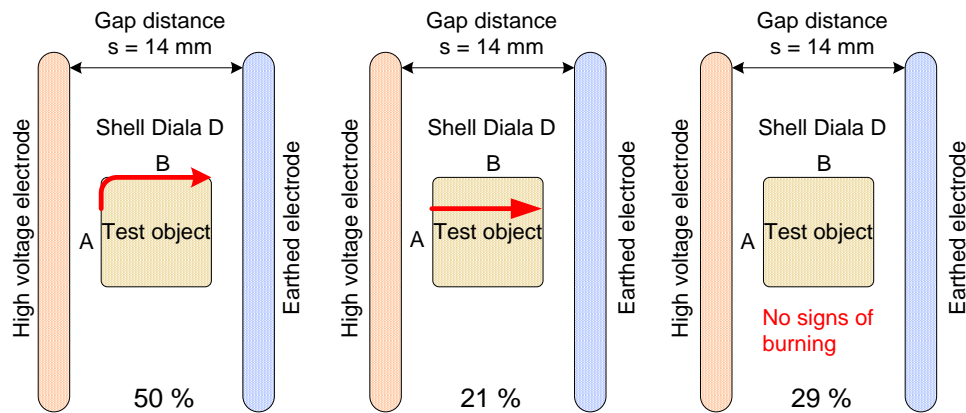 Gap distance
s = 14 mm
High voltage electrode
Shell Diala D
B
A
Test object
Earthed electrode
50 %
Gap distance
s = 14 mm
High voltage electrode
Shell Diala D
B
A
Test object
Earthed electrode
21 %
Gap distance
s = 14 mm
High voltage electrode
Shell Diala D
B
A
Test object
Earthed electrode
No signs of
burning
29 %